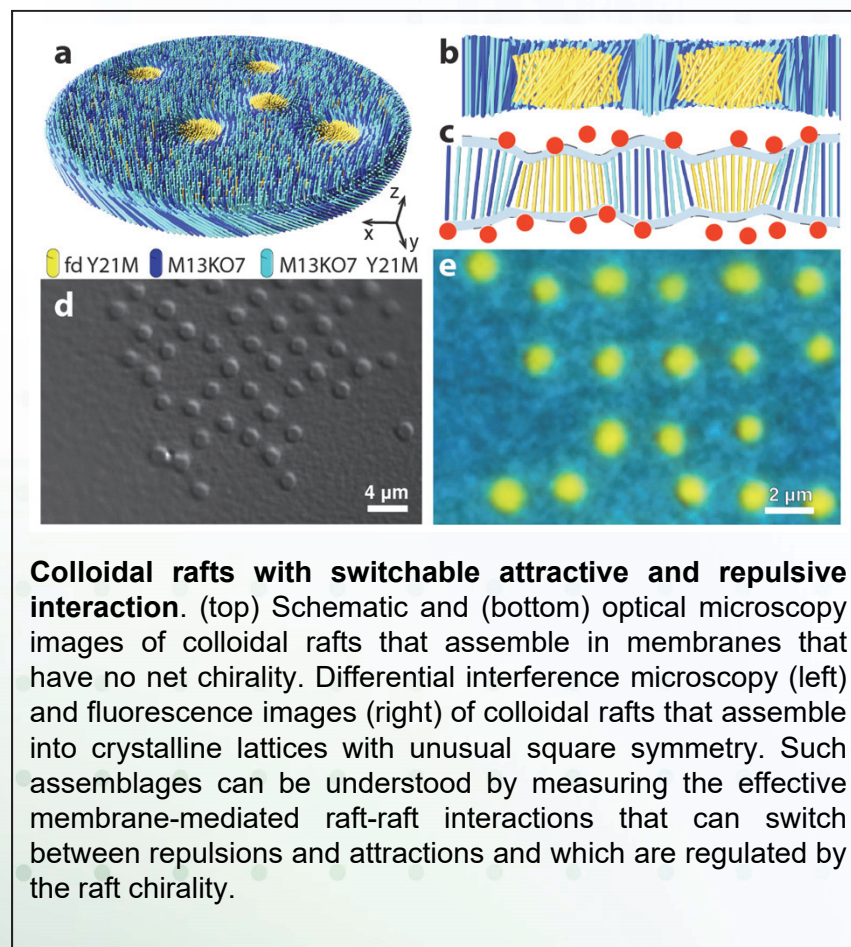 a
b
c
z
x
y
fd Y21M M13KO7 M13KO7 Y21M
d
e
4 µm
2 µm
Colloidal rafts with switchable attractive and repulsive
interaction. (top) Schematic and (bottom) optical microscopy
images of colloidal rafts that assemble in membranes that
have no net chirality. Differential interference microscopy (left)
and fluorescence images (right) of colloidal rafts that assemble
into crystalline lattices with unusual square symmetry. Such
assemblages can be understood by measuring the effective
membrane-mediated raft-raft interactions that can switch
between repulsions and attractions and which are regulated by
the raft chirality.